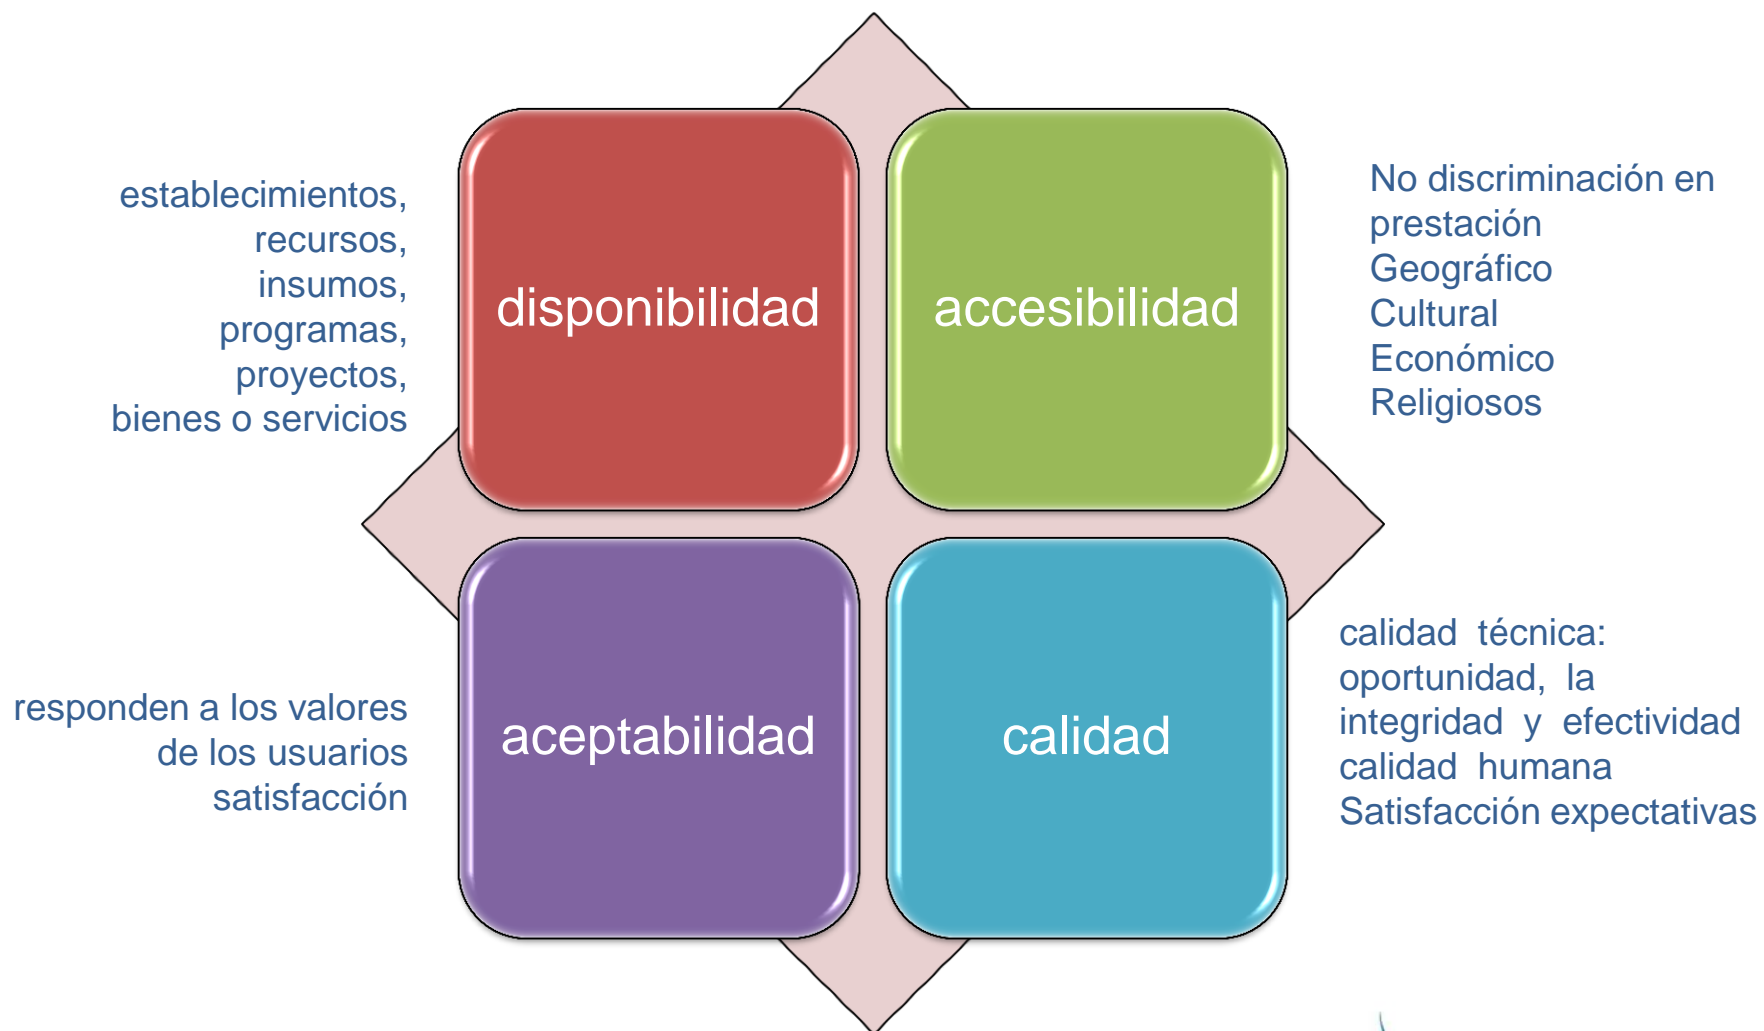 establecimientos,
recursos,
insumos,
programas,
proyectos,
bienes o servicios
disponibilidad
accesibilidad
No discriminación en
prestación
Geográfico
Cultural
Económico
Religiosos
responden a los valores
de los usuarios
satisfacción
aceptabilidad
calidad
calidad técnica:
oportunidad, la
integridad y efectividad
calidad humana
Satisfacción expectativas